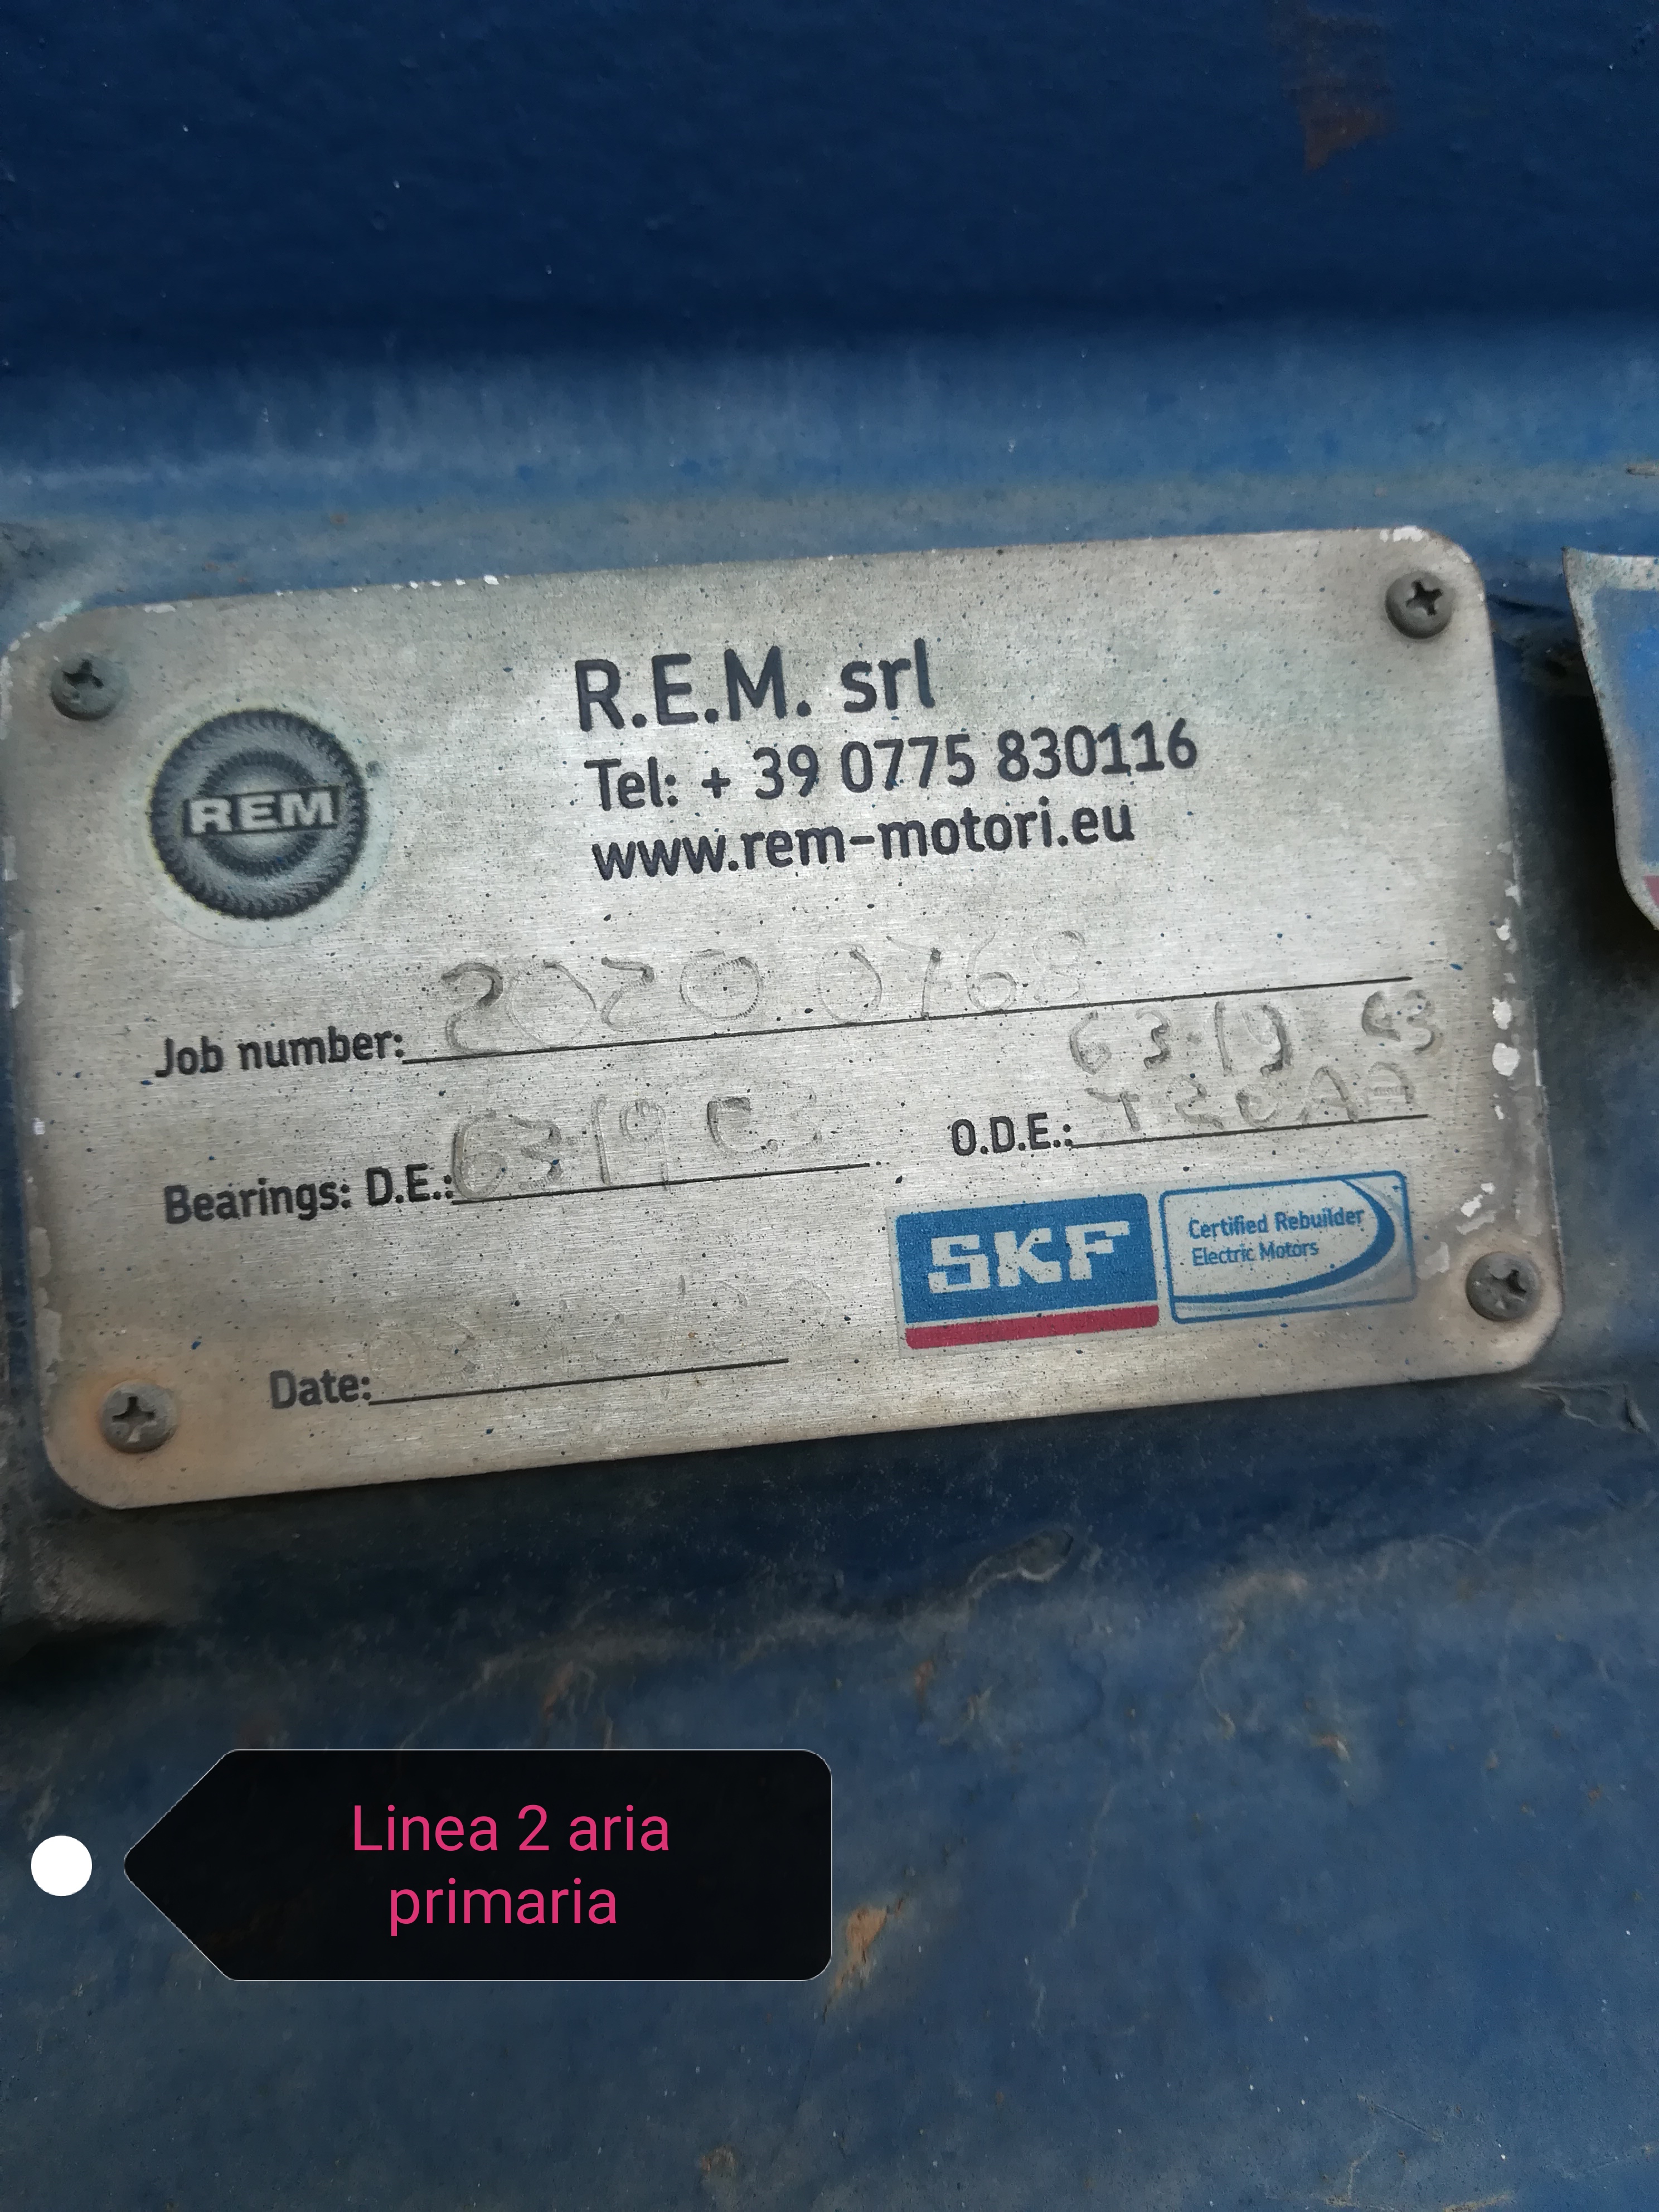 R.E.M. srl
Tel: + 39 0775 830116
www.rem-motori.eu
REM
Job number: 2020.0768
Bearings: D.E.: 6319 C3
O.D.E.: 6319 C3
Date:
SKF
Certified Rebuilder
Electric Motors
Linea 2 aria
primaria